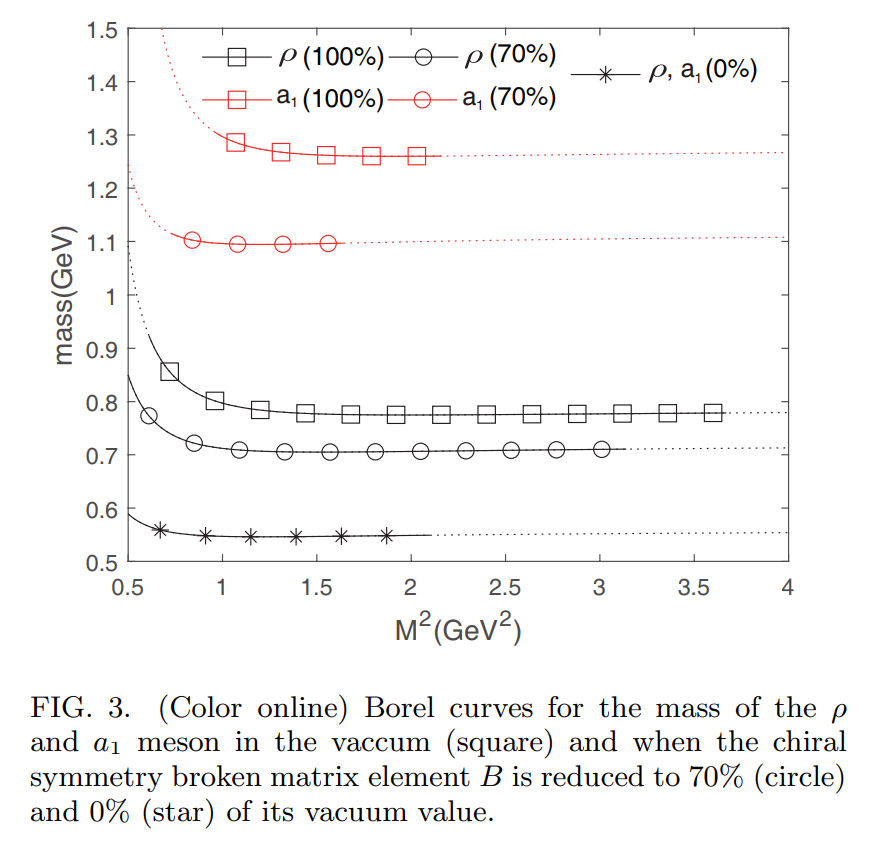 1.5
1.4
1.3
1.2
1.1
1
0.9
0.8
0.7
0.6
0.5
mass(GeV)
ρ (100%) ρ (70%)
a₁ (100%) a₁ (70%)
ρ, a₁ (0%)
0.5 1 1.5 2 2.5 3 3.5 4
M²(GeV²)
FIG. 3. (Color online) Borel curves for the mass of the ρ
and a₁ meson in the vaccum (square) and when the chiral
symmetry broken matrix element B is reduced to 70% (circle)
and 0% (star) of its vacuum value.